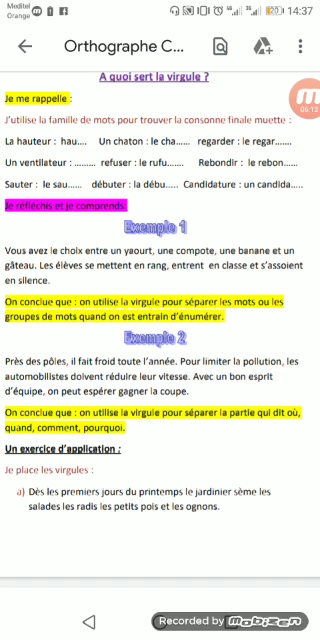 Meditel
Orange
4G
3G
20
14:37
Orthographe C...
A quoi sert la virgule ?
Je me rappelle :
06:12
J'utilise la famille de mots pour trouver la consonne finale muette :
La hauteur : hau.... Un chaton : le cha...... regarder : le regar.......
Un ventilateur : ......... refuser : le rufu....... Rebondir : le rebon......
Sauter : le sau...... débuter : la débu..... Candidature : un candida.....
Je réfléchis et je comprends:
Exemple 1
Vous avez le choix entre un yaourt, une compote, une banane et un
gâteau. Les élèves se mettent en rang, entrent en classe et s'assoient
en silence.
On conclue que : on utilise la virgule pour séparer les mots ou les
groupes de mots quand on est entrain d'énumérer.
Exemple 2
Près des pôles, il fait froid toute l'année. Pour limiter la pollution, les
automobilistes doivent réduire leur vitesse. Avec un bon esprit
d'équipe, on peut espérer gagner la coupe.
On conclue que : on utilise la virgule pour séparer la partie qui dit où,
quand, comment, pourquoi.
Un exercice d'application :
Je place les virgules :
a) Dès les premiers jours du printemps le jardinier sème les
salades les radis les petits pois et les ognons.
Recorded by mobizen